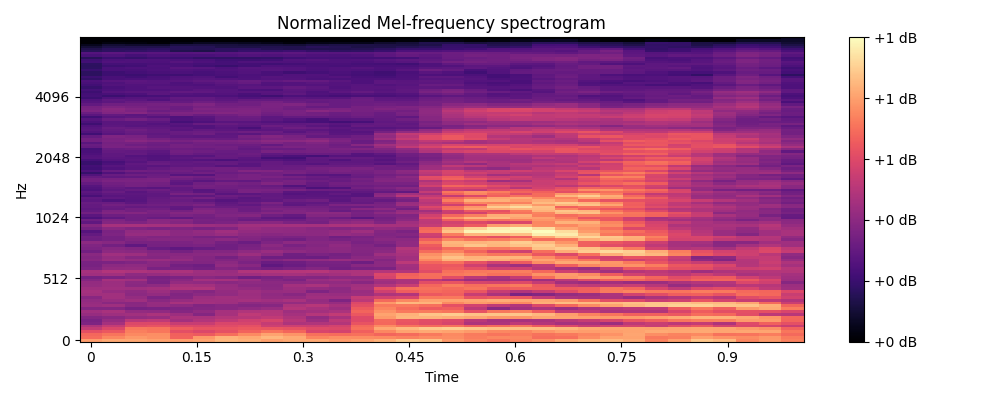 Normalized Mel-frequency spectrogram
4096
2048
1024
512
0
Hz
0 0.15 0.3 0.45 0.6 0.75 0.9
Time
+1 dB
+1 dB
+1 dB
+0 dB
+0 dB
+0 dB